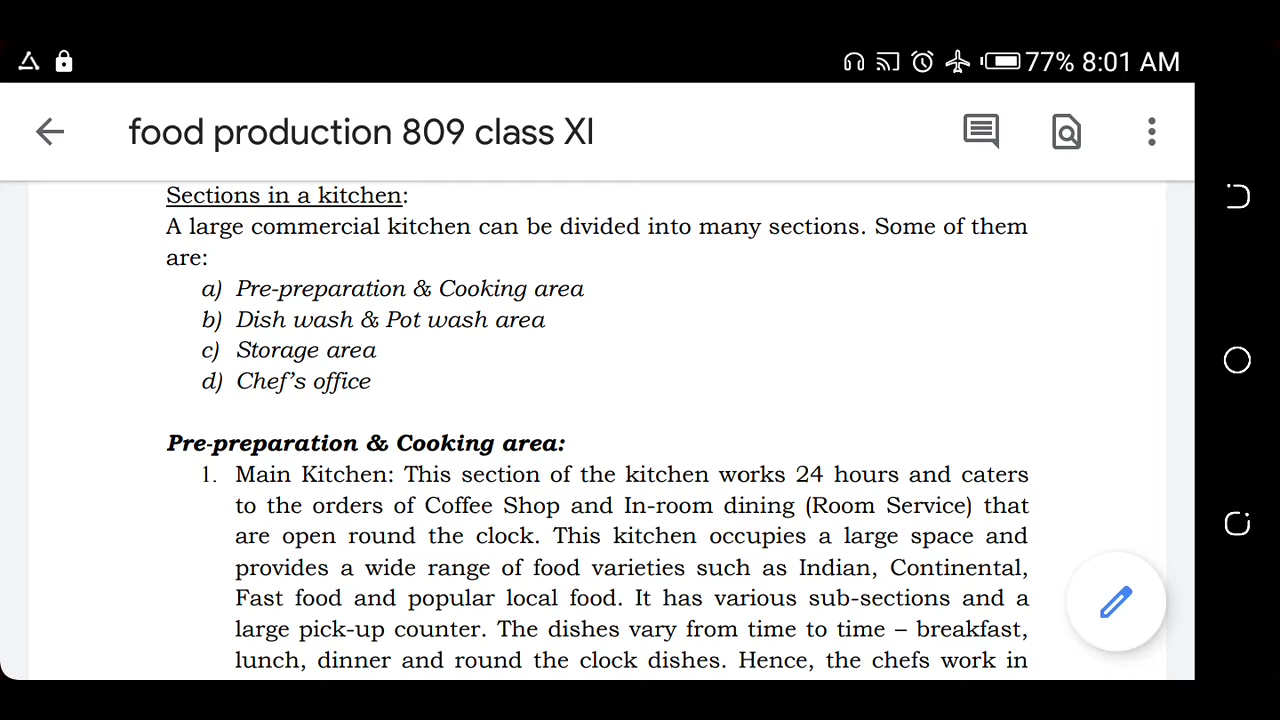 77% 8:01 AM
food production 809 class XI
Sections in a kitchen:
A large commercial kitchen can be divided into many sections. Some of them
are:
a) Pre-preparation & Cooking area
b) Dish wash & Pot wash area
c) Storage area
d) Chef's office
Pre-preparation & Cooking area:
1. Main Kitchen: This section of the kitchen works 24 hours and caters
to the orders of Coffee Shop and In-room dining (Room Service) that
are open round the clock. This kitchen occupies a large space and
provides a wide range of food varieties such as Indian, Continental,
Fast food and popular local food. It has various sub-sections and a
large pick-up counter. The dishes vary from time to time – breakfast,
lunch, dinner and round the clock dishes. Hence, the chefs work in